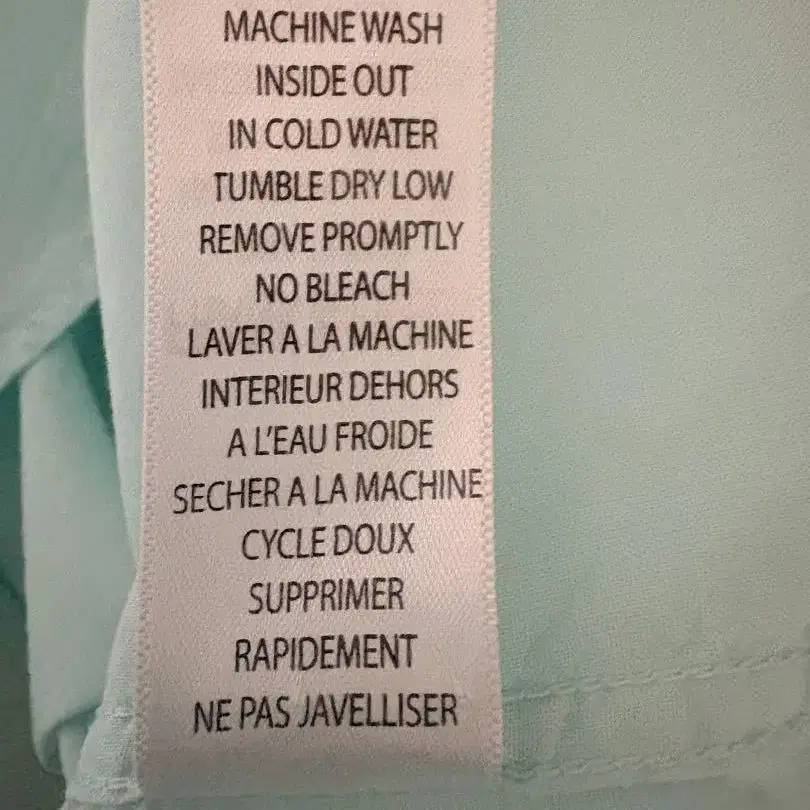 MACHINE WASH
INSIDE OUT
IN COLD WATER
TUMBLE DRY LOW
REMOVE PROMPTLY
NO BLEACH
LAVER A LA MACHINE
INTERIEUR DEHORS
A L'EAU FROIDE
SECHER A LA MACHINE
CYCLE DOUX
SUPPRIMER
RAPIDEMENT
NE PAS JAVELLISER